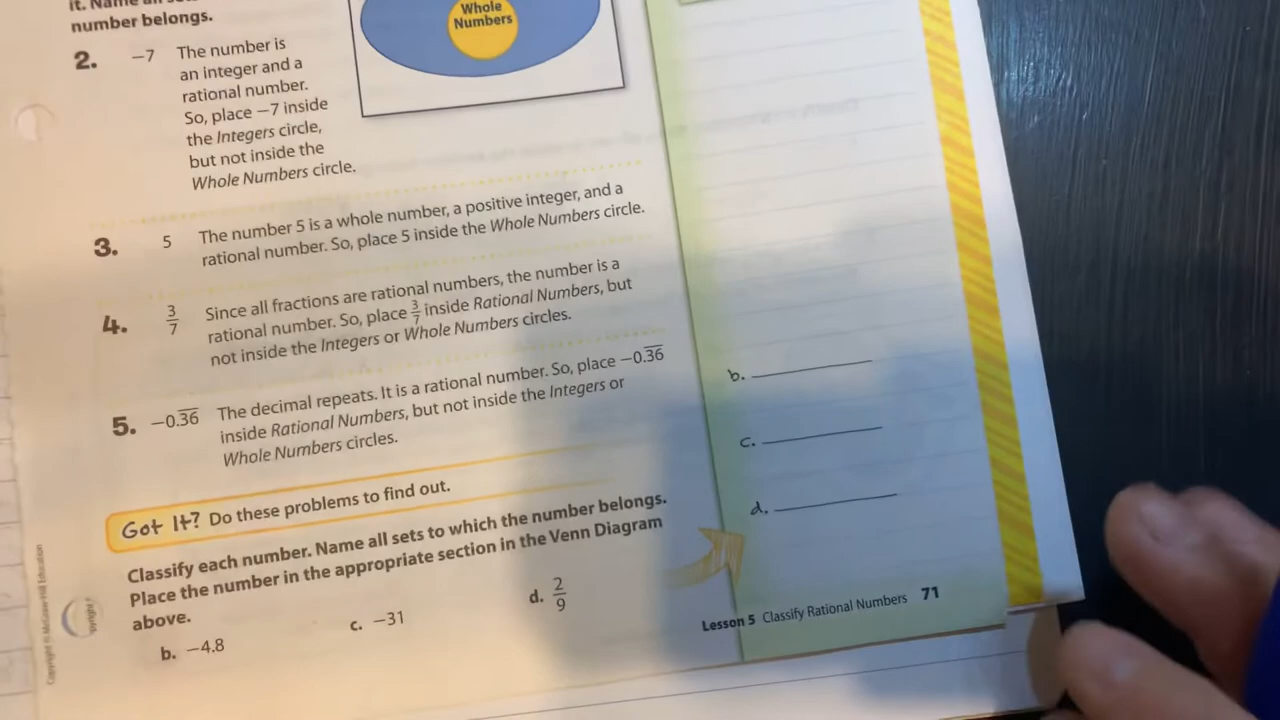 it. Name all
number belongs.
Whole
Numbers
2. −7 The number is
an integer and a
rational number.
So, place −7 inside
the Integers circle,
but not inside the
Whole Numbers circle.
3. 5 The number 5 is a whole number, a positive integer, and a
rational number. So, place 5 inside the Whole Numbers circle.
4. 3/7 Since all fractions are rational numbers, the number is a
rational number. So, place 3/7 inside Rational Numbers, but
not inside the Integers or Whole Numbers circles.
5. −0.3̅6̅ The decimal repeats. It is a rational number. So, place −0.3̅6̅
inside Rational Numbers, but not inside the Integers or
Whole Numbers circles.
Got It? Do these problems to find out.
Classify each number. Name all sets to which the number belongs.
Place the number in the appropriate section in the Venn Diagram
above.
b. −4.8 c. −31 d. 2/9
b.
c.
d.
Lesson 5 Classify Rational Numbers 71
Copyright © McGraw-Hill Education